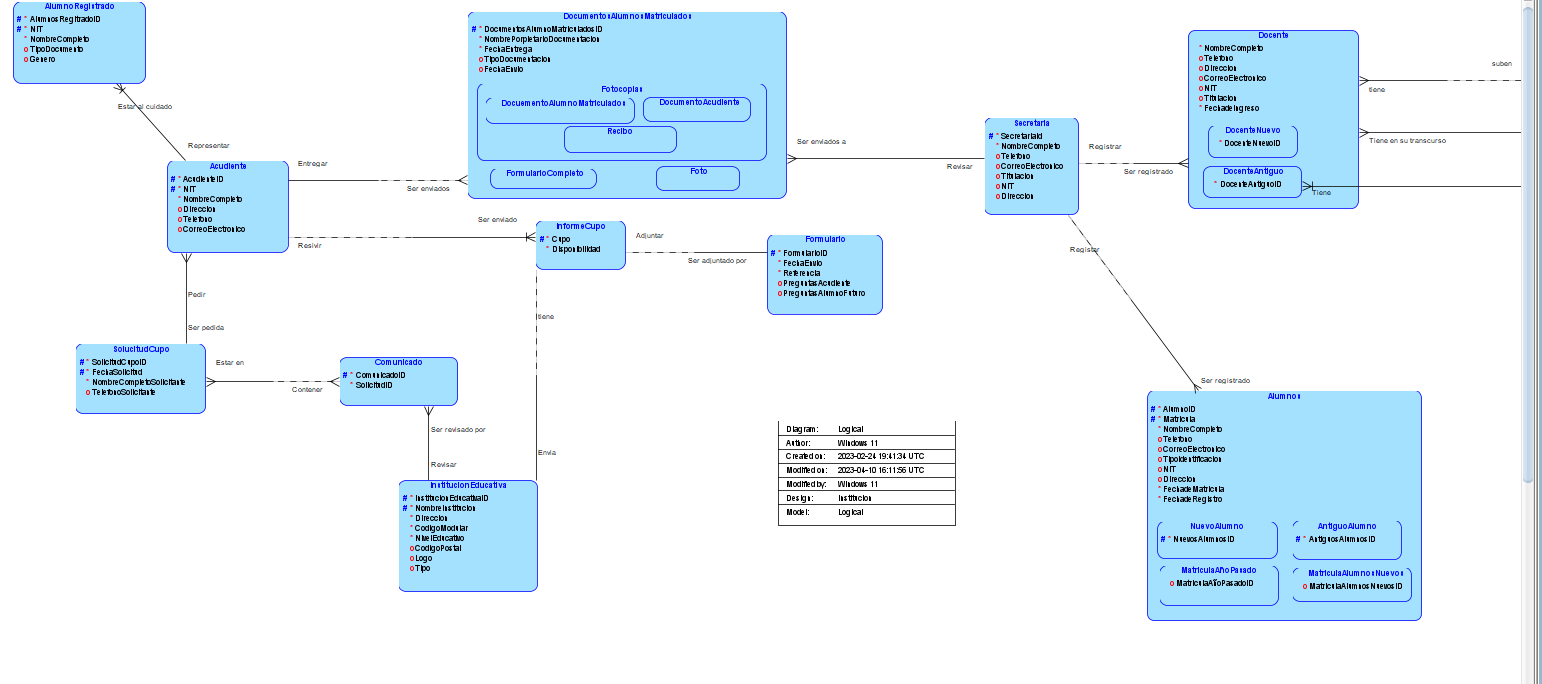 AlumnoRegistrado
# * AlumnosRegitradoID
# * NIT
* NombreCompleto
o TipoDocumento
o Genero
Estar al cuidado
Representar
Acudiente
# * AcudienteID
# * NIT
* NombreCompleto
o Direccion
o Telefono
o CorreoElectronico
Entregar
Ser enviados
Resivir
Ser enviado
Pedir
Ser pedida
SolucitudCupo
# * SolicitudCupoID
# * FechaSolicitud
* NombreCompletoSolicitante
o TelefonoSolicitante
Estar en
Contener
Comunicado
# * ComunicadoID
* SolicitudID
Ser revisado por
Revisar
InstitucionEducativa
# * InstitucionEducativaID
# * NombreInstitucion
* Direccion
* CodigoModular
* NivelEducativo
o CodigoPostal
o Logo
o Tipo
tiene
Envia
DocumentosAlumnosMatriculados
# * DocumentosAlumnoMatriculadosID
* NombrePorpietarioDocumentacion
* FechaEntrega
o TipoDocumentacion
o FechaEnvio
Fotocopias
DocuementoAlumnoMatriculados
DocumentoAcudiente
Recibo
FormularioCompleto
Foto
InformeCupo
# * Cupo
* Disponibilidad
Adjuntar
Ser adjuntado por
Formulario
# * FormularioID
* FechaEnvio
* Referencia
o PreguntasAcudiente
o PreguntasAlumnoFuturo
Ser enviados a
Revisar
Secretaria
# * SecretariaId
* NombreCompleto
o Telefono
o CorreoElectronico
o Titulacion
o NIT
o Direccion
Registrar
Ser registrado
Docente
* NombreCompleto
o Telefono
o Direccion
o CorreoElectronico
o NIT
o Titulacion
* FechadeIngreso
DocenteNuevo
* DocenteNuevoID
DocenteAntiguo
* DocenteAntiguoID
suben
tiene
Tiene en su transcurso
Tiene
Registar
Ser registrado
Alumnos
# * AlumnoID
# * Matricula
* NombreCompleto
o Telefono
o CorreoElectronico
o TipoIdentificacion
o NIT
o Direccion
* FechadeMatricula
* FechadeRegistro
NuevoAlumno
# * NuevosAlumnosID
AntiguoAlumno
# * AntiguosAlumnosID
MatriculaAñoPasado
o MatriculaAñoPasadoID
MatriculaAlumnosNuevos
o MatriculaAlumnosNuevosID
Diagram: Logical
Author: Windows 11
Created on: 2023-02-24 19:41:34 UTC
Modified on: 2023-04-10 16:11:56 UTC
Modified by: Windows 11
Design: Institucion
Model: Logical